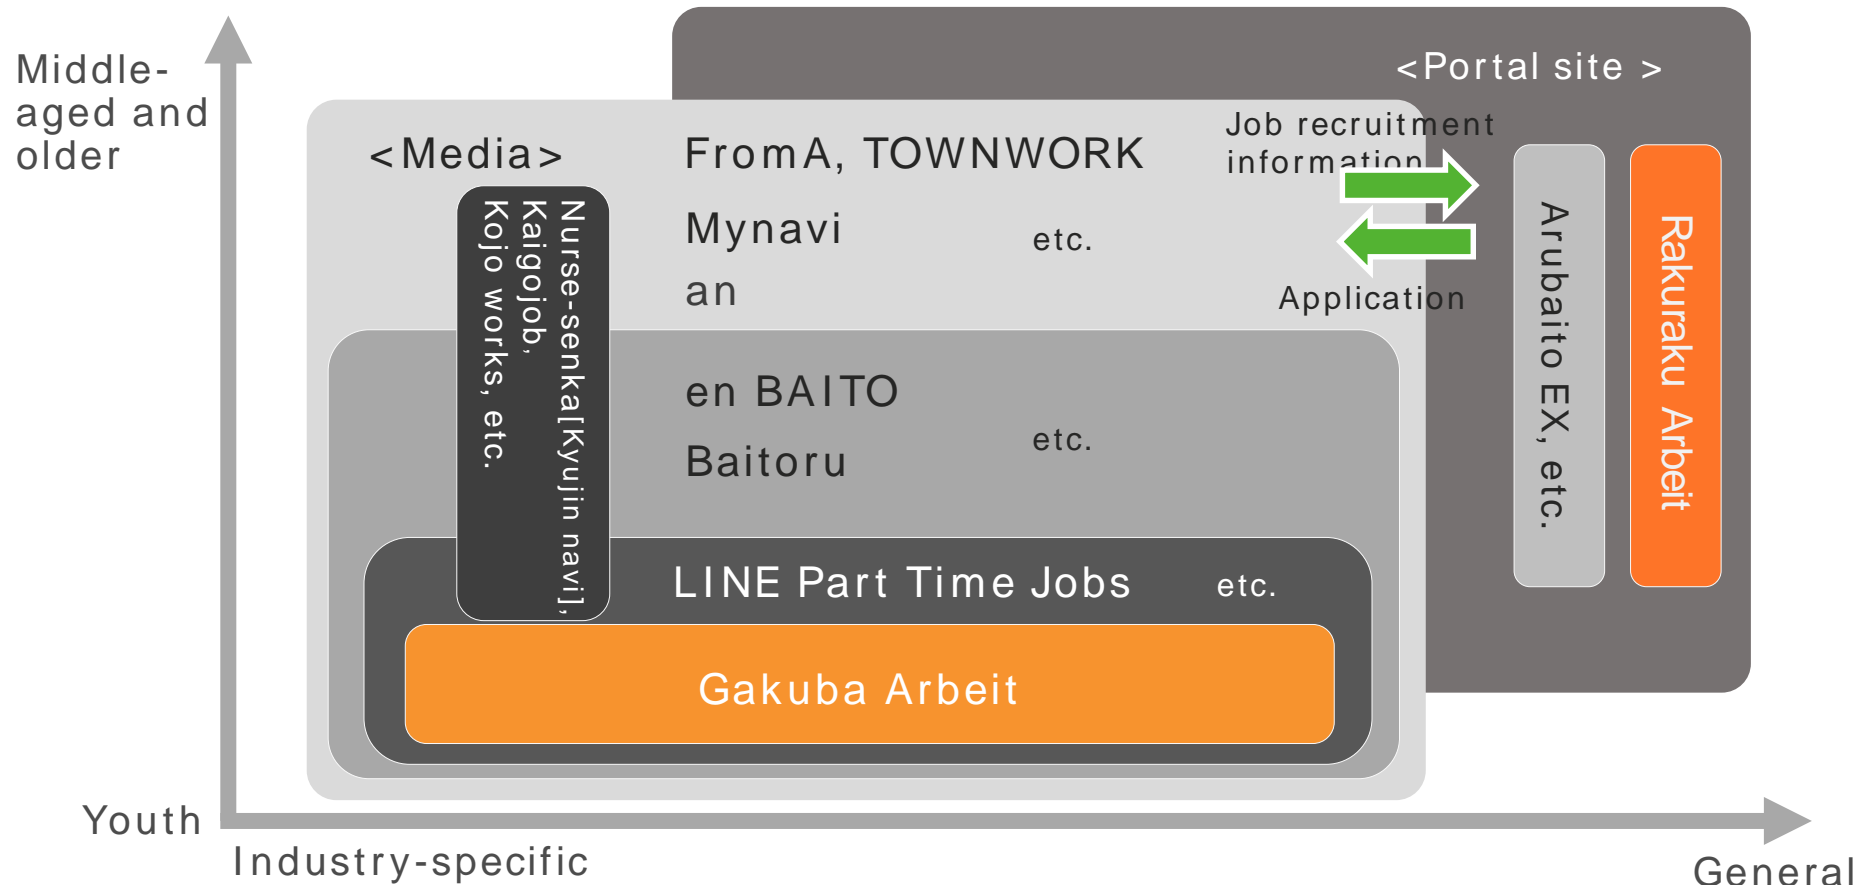 Middle-
aged and
older
<Portal site >
<Media>
FromA, TOWNWORK
Mynavi
etc.
an
Job recruitment
information
Application
Nurse-senka[Kyujin navi],
Kaigojob,
Kojo works, etc.
en BAITO
Baitoru
etc.
LINE Part Time Jobs
etc.
Gakuba Arbeit
Arubaito EX, etc.
Rakuraku Arbeit
Youth
Industry-specific
General